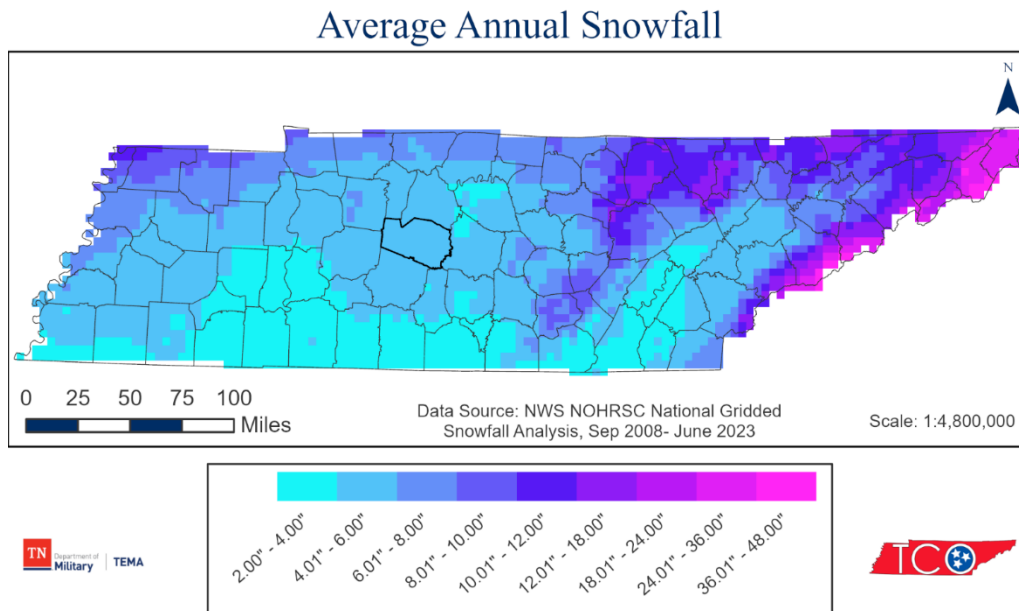 Average Annual Snowfall
N
0 25 50 75 100
Miles
Data Source: NWS NOHRSC National Gridded
Snowfall Analysis, Sep 2008- June 2023
Scale: 1:4,800,000
2.00" - 4.00"
4.01" - 6.00"
6.01" - 8.00"
8.01" - 10.00"
10.01" - 12.00"
12.01" - 18.00"
18.01" - 24.00"
24.01" - 36.00"
36.01" - 48.00"
TN
Department of
Military
TEMA
TCO